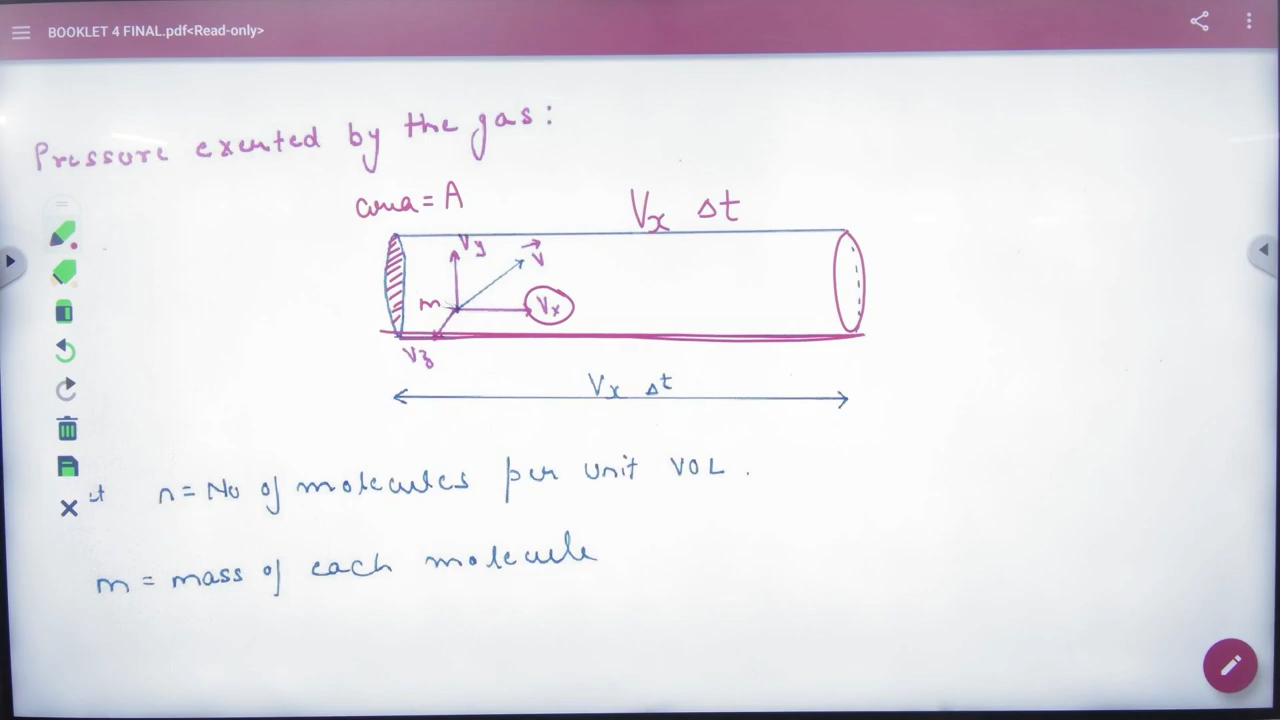 BOOKLET 4 FINAL.pdf<Read-only>
Pressure exerted by the gas:
area = A
Vx Δt
Vy
V
m
Vx
Vz
Vx Δt
n = No of molecules per unit VOL.
m = mass of each molecule